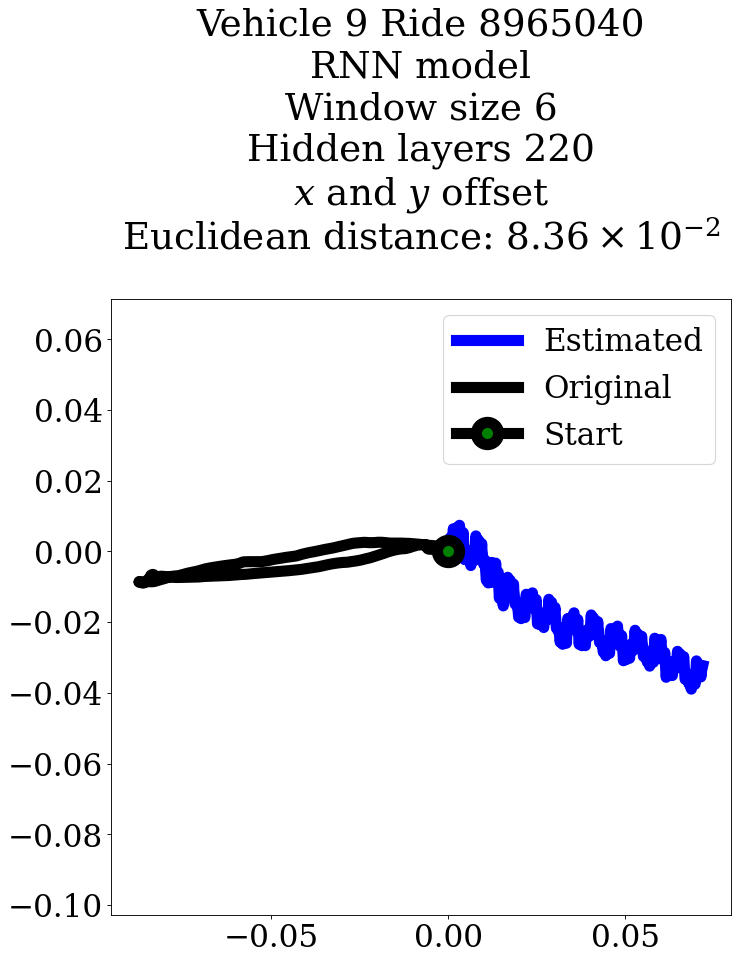 Vehicle 9 Ride 8965040
RNN model
Window size 6
Hidden layers 220
x and y offset
Euclidean distance: 8.36 × 10⁻²
Estimated
Original
Start
0.06
0.04
0.02
0.00
−0.02
−0.04
−0.06
−0.08
−0.10
−0.05 0.00 0.05